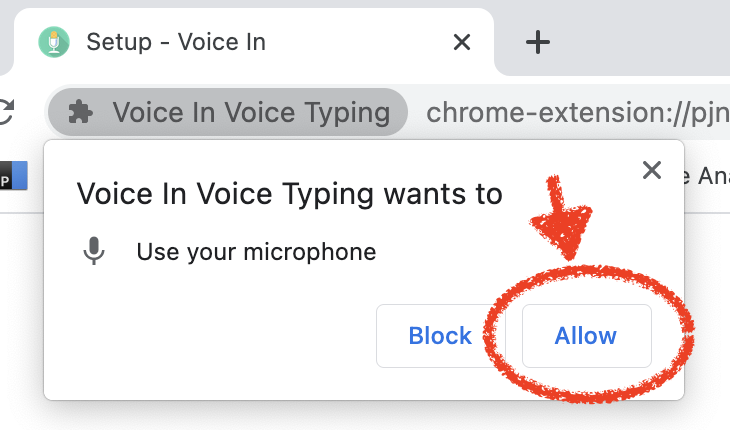 Setup - Voice In
Voice In Voice Typing chrome-extension://pjn
P
e Ana
Voice In Voice Typing wants to
Use your microphone
Block Allow